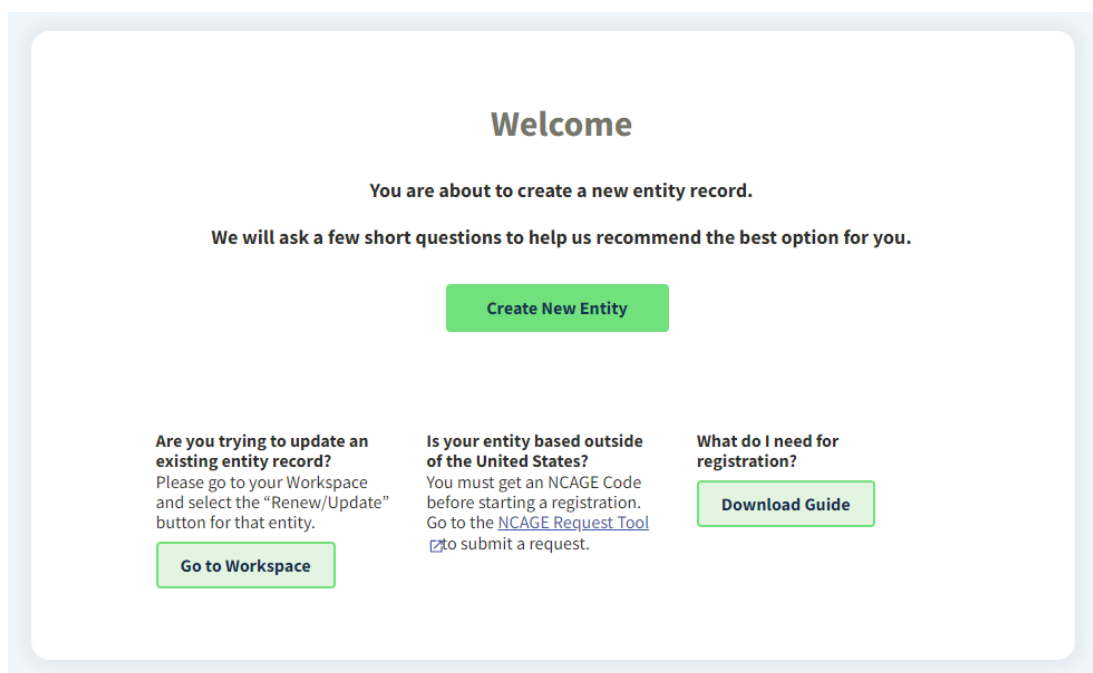 Welcome
You are about to create a new entity record.
We will ask a few short questions to help us recommend the best option for you.
Create New Entity
Are you trying to update an
existing entity record?
Please go to your Workspace
and select the “Renew/Update”
button for that entity.
Go to Workspace
Is your entity based outside
of the United States?
You must get an NCAGE Code
before starting a registration.
Go to the NCAGE Request Tool
to submit a request.
What do I need for
registration?
Download Guide